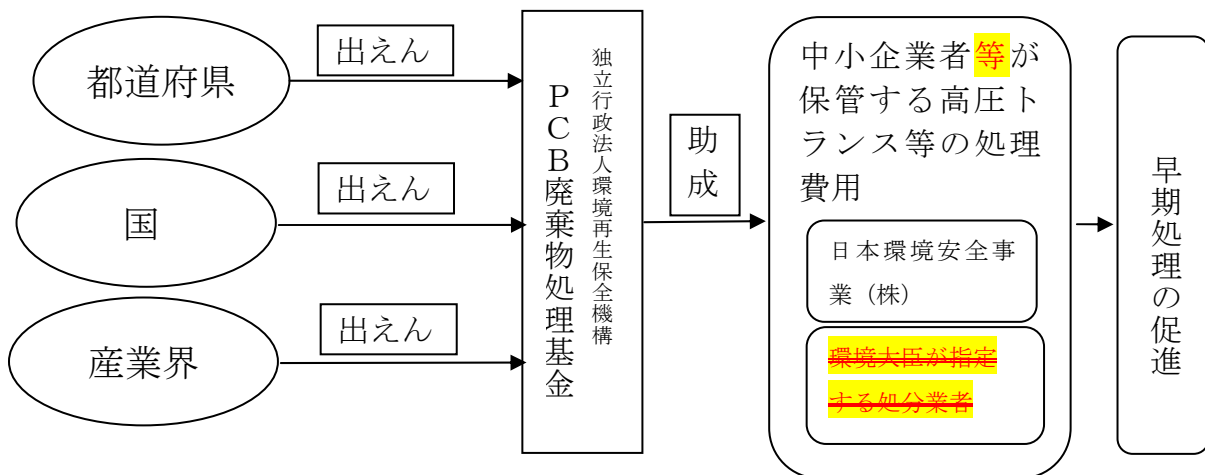 都道府県
出えん
国
出えん
産業界
出えん
独立行政法人環境再生保全機構
ＰＣＢ廃棄物処理基金
助成
中小企業者等が
保管する高圧ト
ランス等の処理
費用
日本環境安全事
業（株）
環境大臣が指定
する処分業者
早期処理の促進